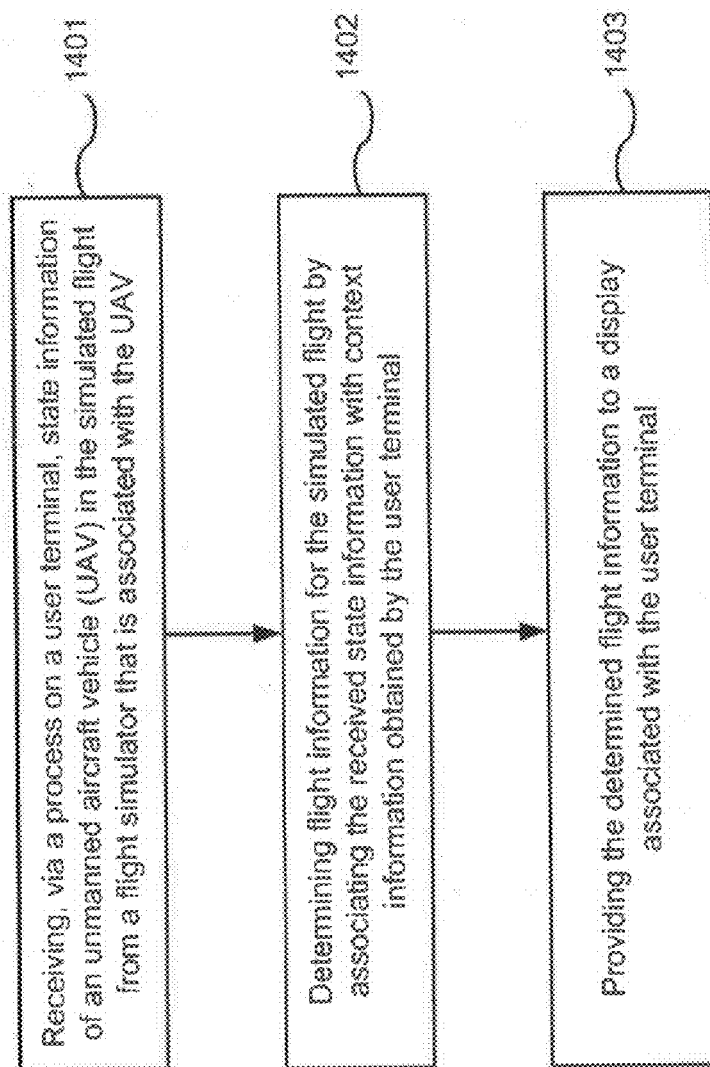 Receiving, via a process on a user terminal, state information
of an unmanned aircraft vehicle (UAV) in the simulated flight
from a flight simulator that is associated with the UAV
1401
Determining flight information for the simulated flight by
associating the received state information with context
information obtained by the user terminal
1402
Providing the determined flight information to a display
associated with the user terminal
1403